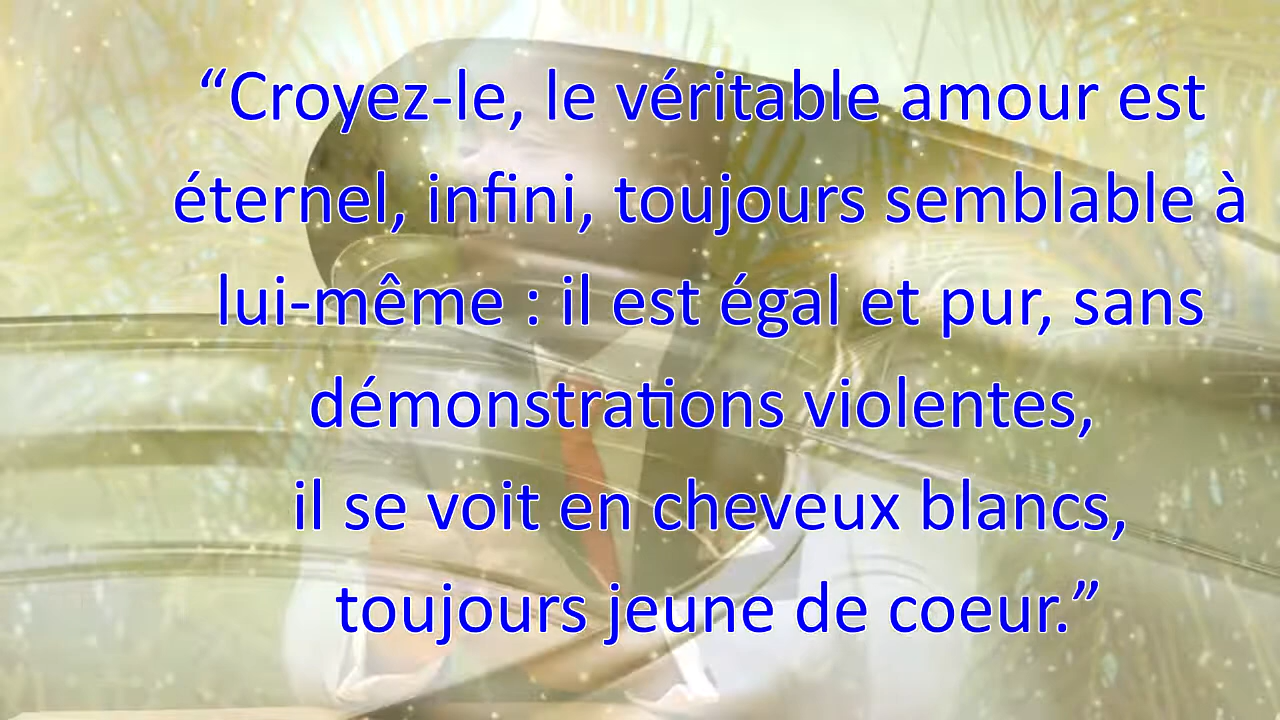 “Croyez-le, le véritable amour est
éternel, infini, toujours semblable à
lui-même : il est égal et pur, sans
démonstrations violentes,
il se voit en cheveux blancs,
toujours jeune de coeur.”